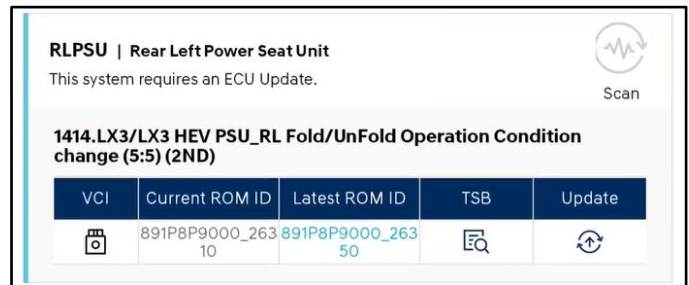 RLPSU | Rear Left Power Seat Unit
This system requires an ECU Update.
Scan
1414.LX3/LX3 HEV PSU_RL Fold/UnFold Operation Condition
change (5:5) (2ND)
VCI Current ROM ID Latest ROM ID TSB Update
891P8P9000_263 891P8P9000_263
10 50